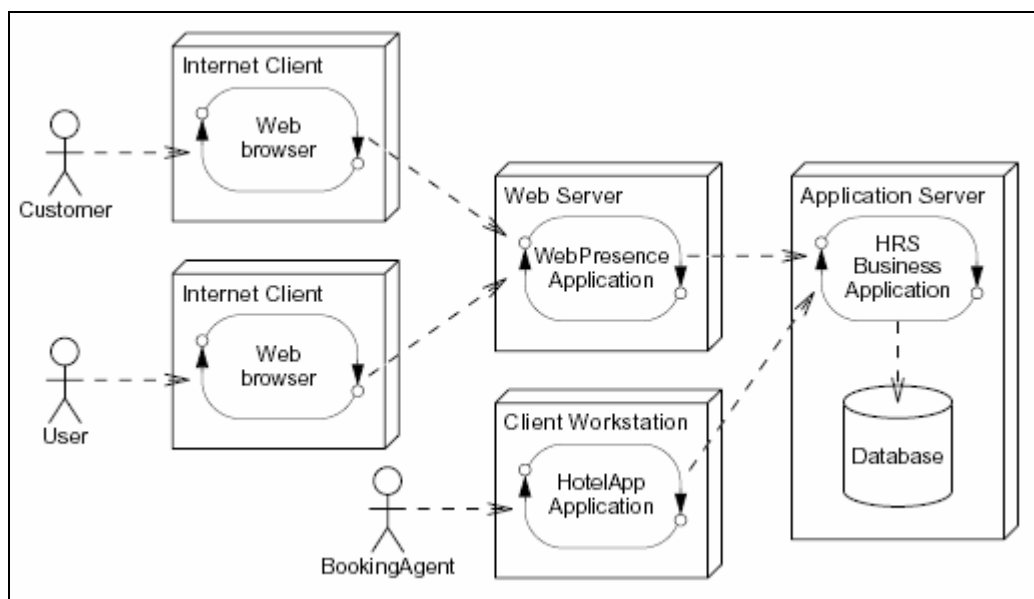 Internet Client
Web
browser
Customer
Internet Client
Web
browser
User
Web Server
WebPresence
Application
Client Workstation
HotelApp
Application
BookingAgent
Application Server
HRS
Business
Application
Database